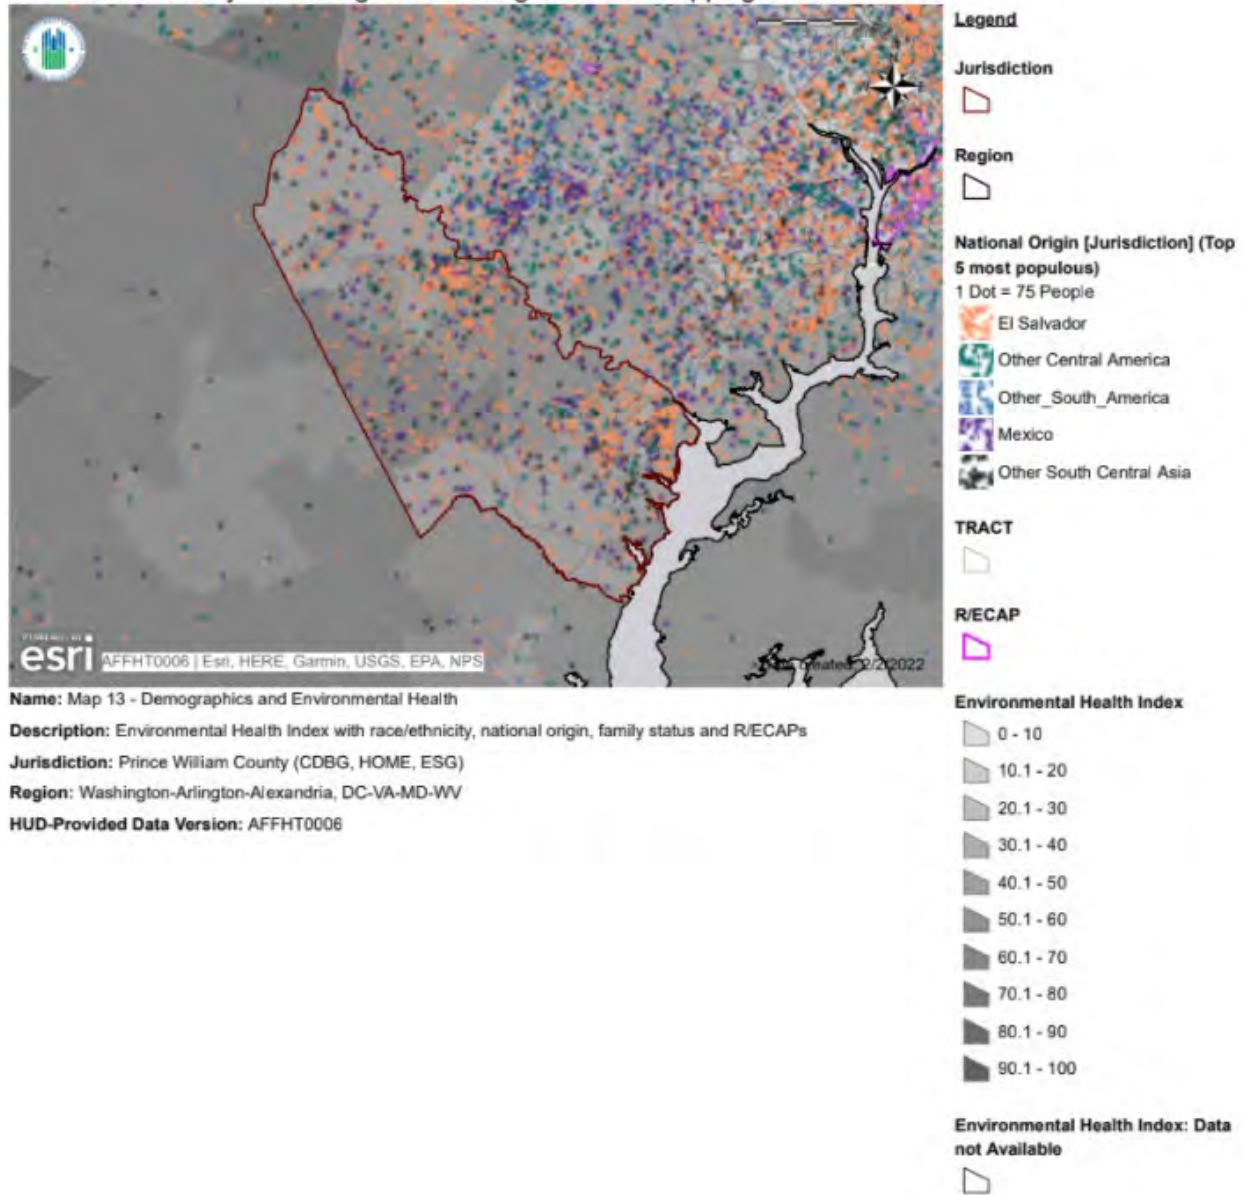 Legend
Jurisdiction
Region
National Origin [Jurisdiction] (Top
5 most populous)
1 Dot = 75 People
El Salvador
Other Central America
Other_South_America
Mexico
Other South Central Asia
TRACT
R/ECAP
Environmental Health Index
0 - 10
10.1 - 20
20.1 - 30
30.1 - 40
40.1 - 50
50.1 - 60
60.1 - 70
70.1 - 80
80.1 - 90
90.1 - 100
Environmental Health Index: Data
not Available
esri
AFFHT0006 | Esri, HERE, Garmin, USGS, EPA, NPS
created: 2/2/2022
Name: Map 13 - Demographics and Environmental Health
Description: Environmental Health Index with race/ethnicity, national origin, family status and R/ECAPs
Jurisdiction: Prince William County (CDBG, HOME, ESG)
Region: Washington-Arlington-Alexandria, DC-VA-MD-WV
HUD-Provided Data Version: AFFHT0006